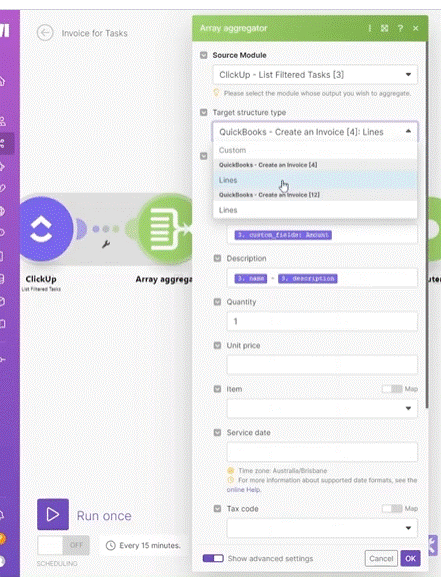 Invoice for Tasks
Array aggregator
Source Module
ClickUp - List Filtered Tasks [3]
Please select the module whose output you wish to aggregate.
Target structure type
QuickBooks - Create an Invoice [4]: Lines
Custom
QuickBooks - Create an Invoice [4]
Lines
QuickBooks - Create an Invoice [12]
Lines
3. custom_fields: Amount
Description
3. name - 3. description
Quantity
1
Unit price
Item
Map
Service date
Time zone: Australia/Brisbane
For more information about supported date formats, see the
online Help.
Tax code
Map
Show advanced settings
Cancel
OK
ClickUp
List Filtered Tasks
Array aggrega
uter
Run once
OFF
Every 15 minutes.
SCHEDULING